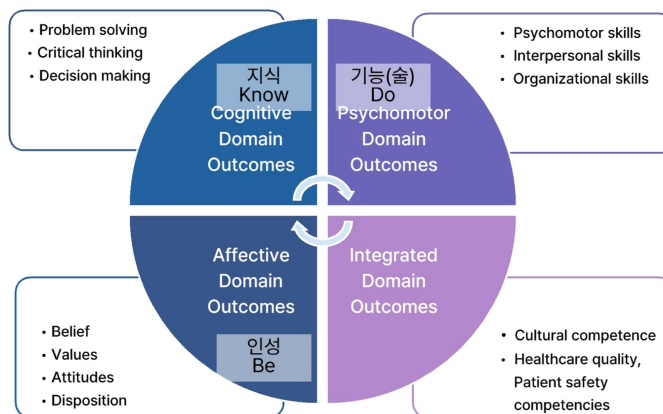 • Problem solving
• Critical thinking
• Decision making
지식
Know
Cognitive
Domain
Outcomes
기능(술)
Do
Psychomotor
Domain
Outcomes
• Psychomotor skills
• Interpersonal skills
• Organizational skills
Affective
Domain
Outcomes
인성
Be
• Belief
• Values
• Attitudes
• Disposition
Integrated
Domain
Outcomes
• Cultural competence
• Healthcare quality,
Patient safety
competencies